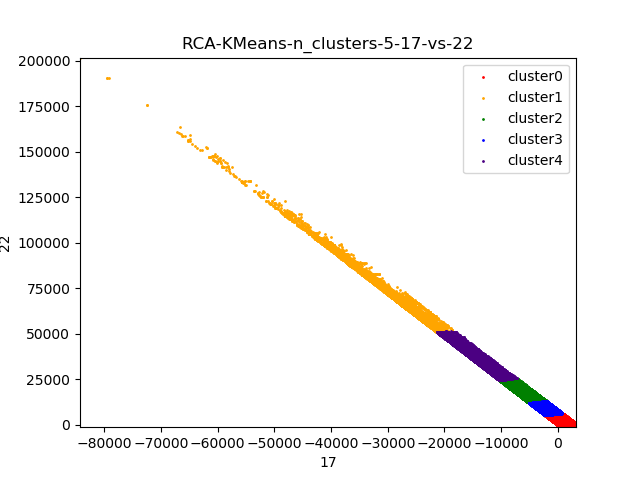 RCA-KMeans-n_clusters-5-17-vs-22
200000
175000
150000
125000
100000
75000
50000
25000
0
22
cluster0
cluster1
cluster2
cluster3
cluster4
−80000 −70000 −60000 −50000 −40000 −30000 −20000 −10000 0
17